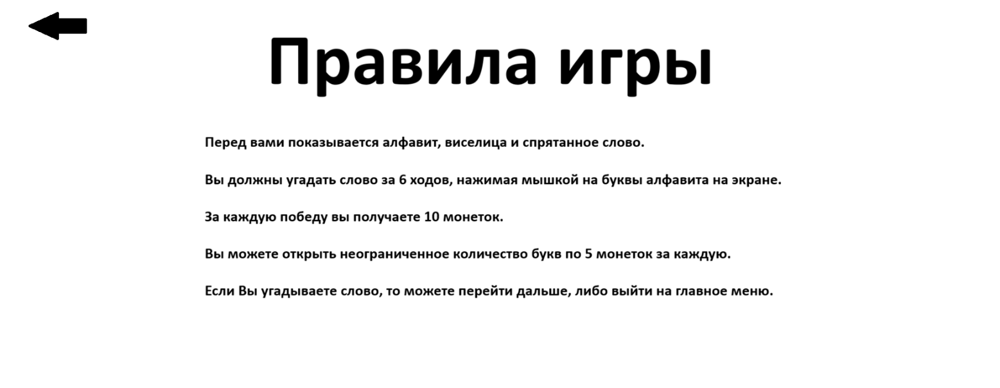 Правила игры
Перед вами показывается алфавит, виселица и спрятанное слово.
Вы должны угадать слово за 6 ходов, нажимая мышкой на буквы алфавита на экране.
За каждую победу вы получаете 10 монеток.
Вы можете открыть неограниченное количество букв по 5 монеток за каждую.
Если Вы угадываете слово, то можете перейти дальше, либо выйти на главное меню.